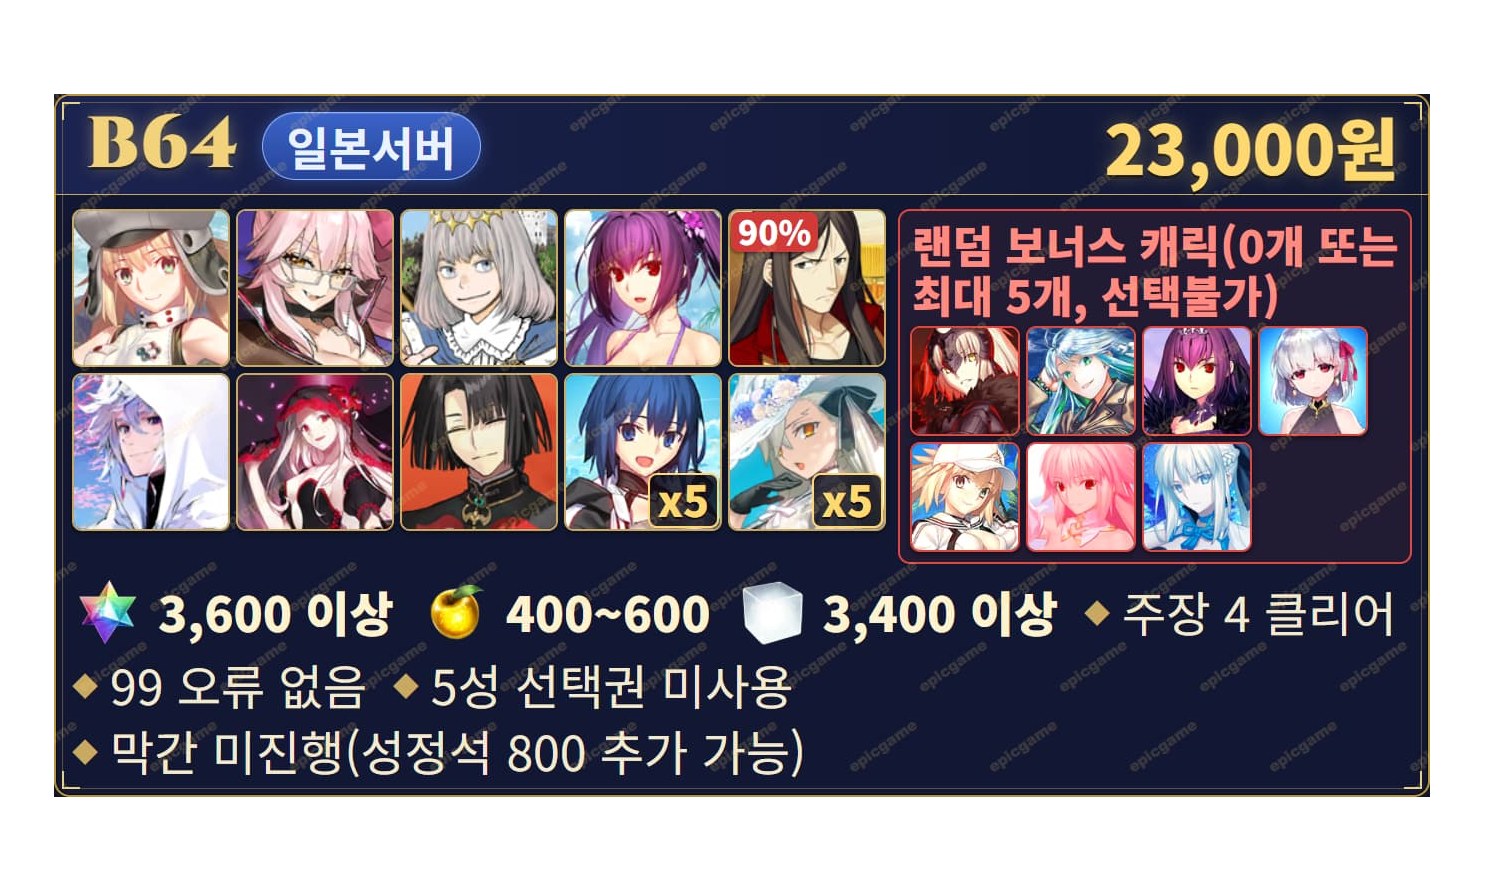 B64 일본서버 23,000원
90%
랜덤 보너스 캐릭(0개 또는
최대 5개, 선택불가)
x5 x5
3,600 이상 400~600 3,400 이상 ◆ 주장 4 클리어
◆ 99 오류 없음 ◆ 5성 선택권 미사용
◆ 막간 미진행(성정석 800 추가 가능)
epicgame